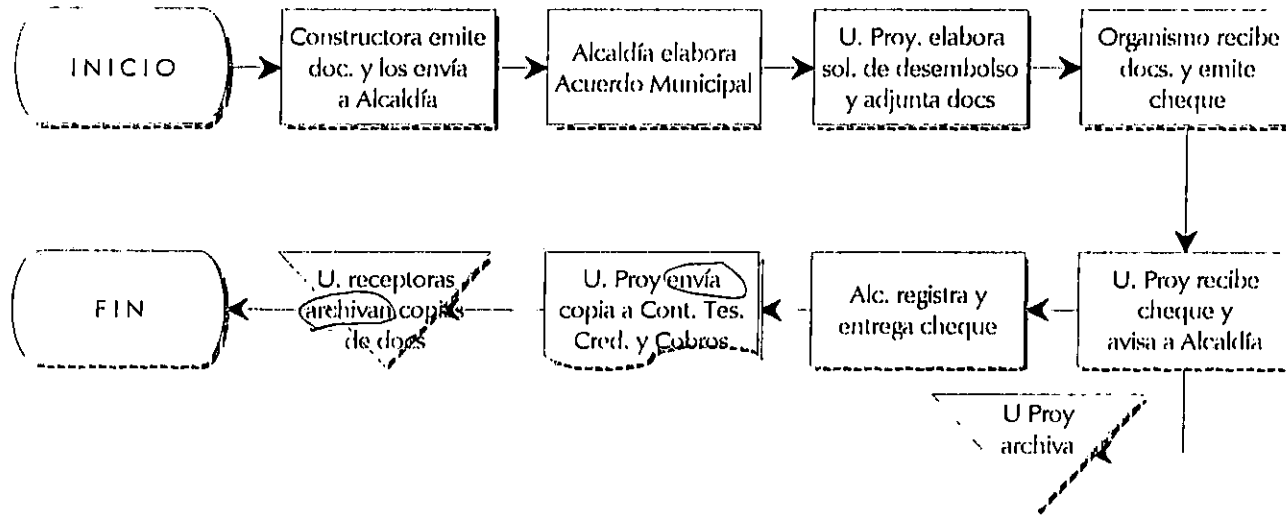 INICIO
Constructora emite
doc. y los envía
a Alcaldía
Alcaldía elabora
Acuerdo Municipal
U. Proy. elabora
sol. de desembolso
y adjunta docs
Organismo recibe
docs. y emite
cheque
U. Proy recibe
cheque y
avisa a Alcaldía
Alc. registra y
entrega cheque
U. Proy envía
copia a Cont. Tes.
Cred. y Cobros
U. receptoras
archivan copias
de docs
FIN
U Proy
archiva